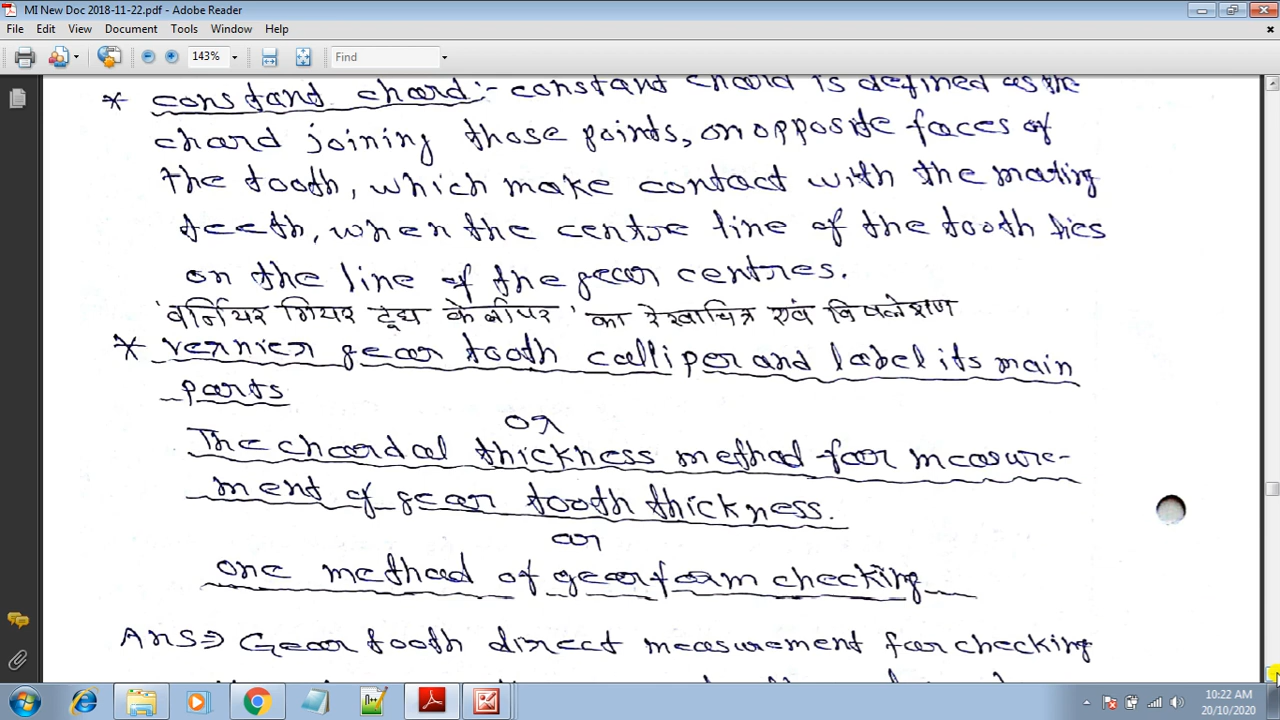 MI New Doc 2018-11-22.pdf - Adobe Reader
File Edit View Document Tools Window Help
143% Find
* constant chord :- constant chord is defined as the
chord joining those points, on opposite faces of
the tooth, which make contact with the mating
teeth, when the centre line of the tooth lies
on the line of the gear centres.
'वर्नियर गियर टूथ केलीपर' का रेखाचित्र एवं विश्लेशण
* vernier gear tooth calliper and label its main
parts
or
The chordal thickness method for measure-
ment of gear tooth thickness.
or
one method of gear form checking
Ans⇒ Gear tooth direct measurement for checking
10:22 AM
20/10/2020